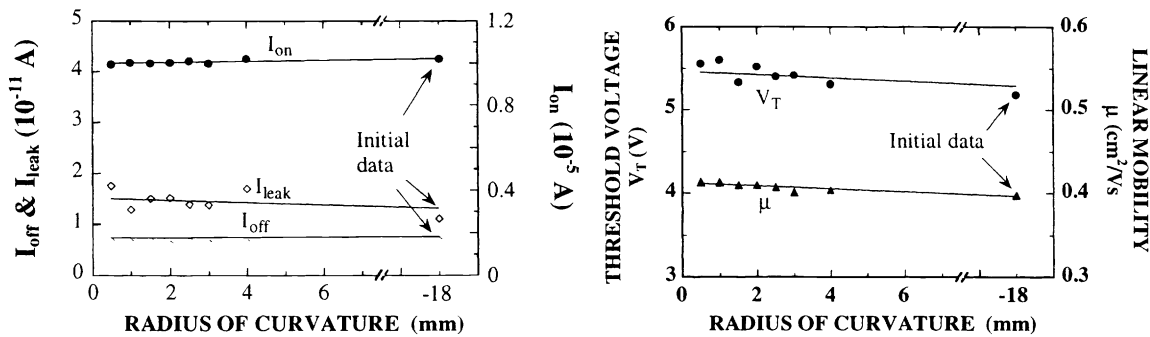 I_off & I_leak (10^-11 A)
5
4
3
2
1
0
I_on
Initial
data
I_leak
I_off
1.2
1
0.8
0.6
0.4
0.2
0
I_on (10^-5 A)
0
2
4
6
-18
RADIUS OF CURVATURE (mm)
THRESHOLD VOLTAGE
V_T (V)
6
5
4
3
V_T
Initial data
μ
0.6
0.5
0.4
0.3
LINEAR MOBILITY
μ (cm²/Vs)
0
2
4
6
-18
RADIUS OF CURVATURE (mm)